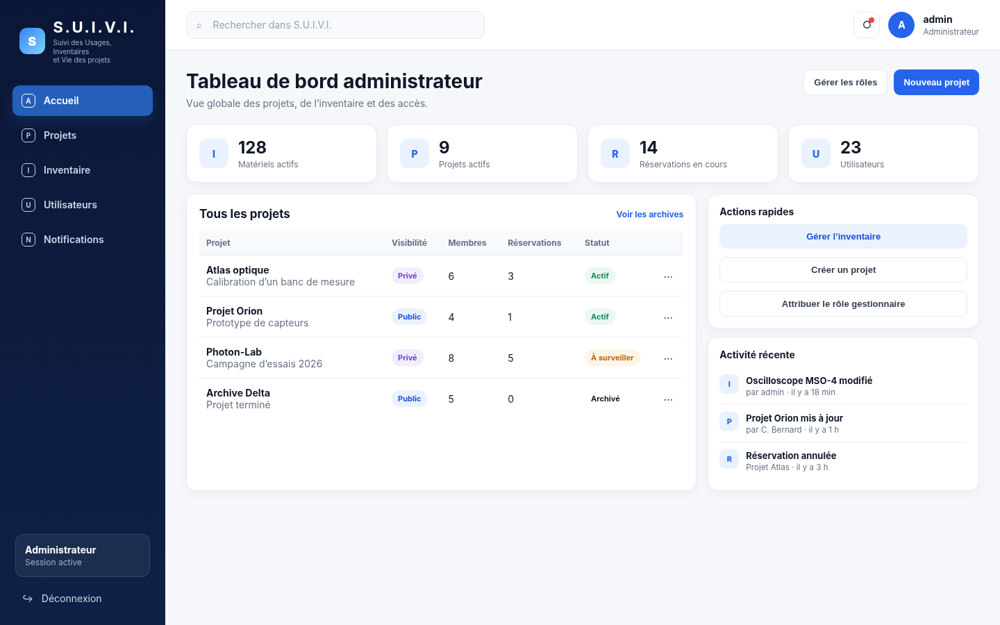 S
S.U.I.V.I.
Suivi des Usages,
Inventaires
et Vie des projets
A Accueil
P Projets
I Inventaire
U Utilisateurs
N Notifications
Administrateur
Session active
↪ Déconnexion
⌕ Rechercher dans S.U.I.V.I.
A
admin
Administrateur
Tableau de bord administrateur
Vue globale des projets, de l’inventaire et des accès.
Gérer les rôles
Nouveau projet
I
128
Matériels actifs
P
9
Projets actifs
R
14
Réservations en cours
U
23
Utilisateurs
Tous les projets
Voir les archives
Projet Visibilité Membres Réservations Statut
Atlas optique
Calibration d’un banc de mesure
Privé 6 3 Actif ···
Projet Orion
Prototype de capteurs
Public 4 1 Actif ···
Photon-Lab
Campagne d’essais 2026
Privé 8 5 À surveiller ···
Archive Delta
Projet terminé
Public 5 0 Archivé ···
Actions rapides
Gérer l’inventaire
Créer un projet
Attribuer le rôle gestionnaire
Activité récente
I
Oscilloscope MSO-4 modifié
par admin · il y a 18 min
P
Projet Orion mis à jour
par C. Bernard · il y a 1 h
R
Réservation annulée
Projet Atlas · il y a 3 h